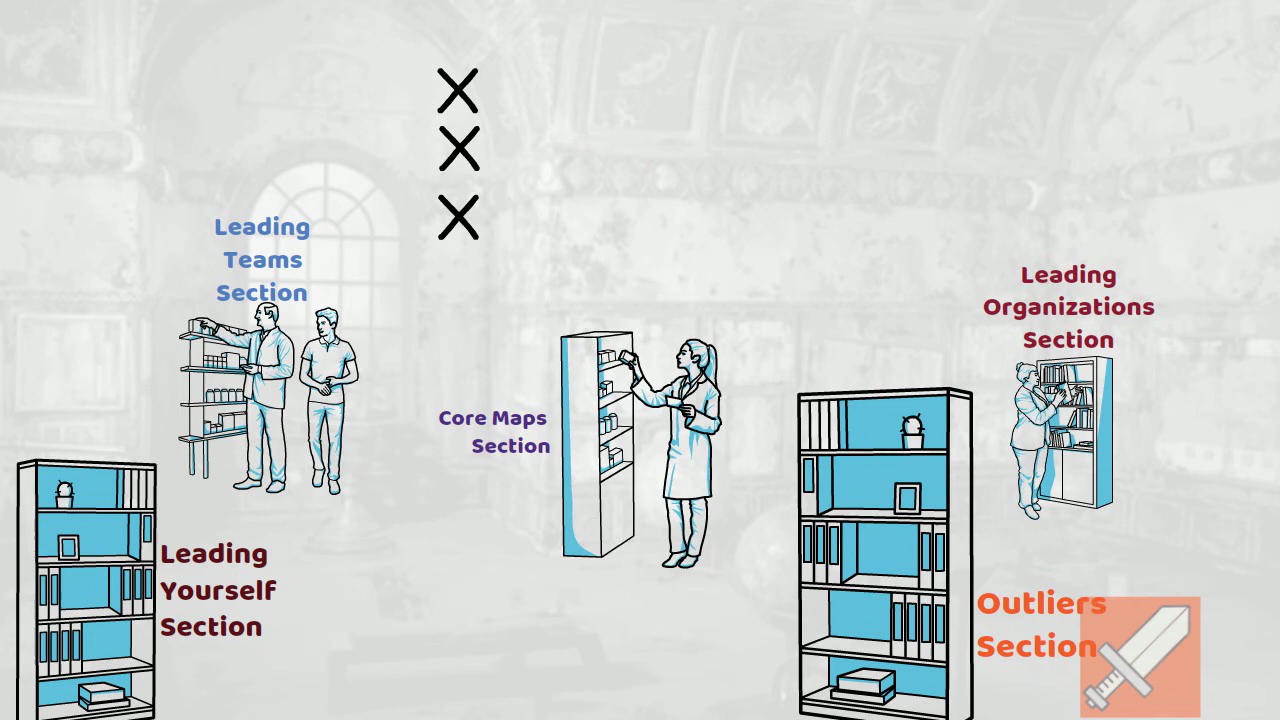 Leading
Teams
Section
Leading
Organizations
Section
Core Maps
Section
Leading
Yourself
Section
Outliers
Section